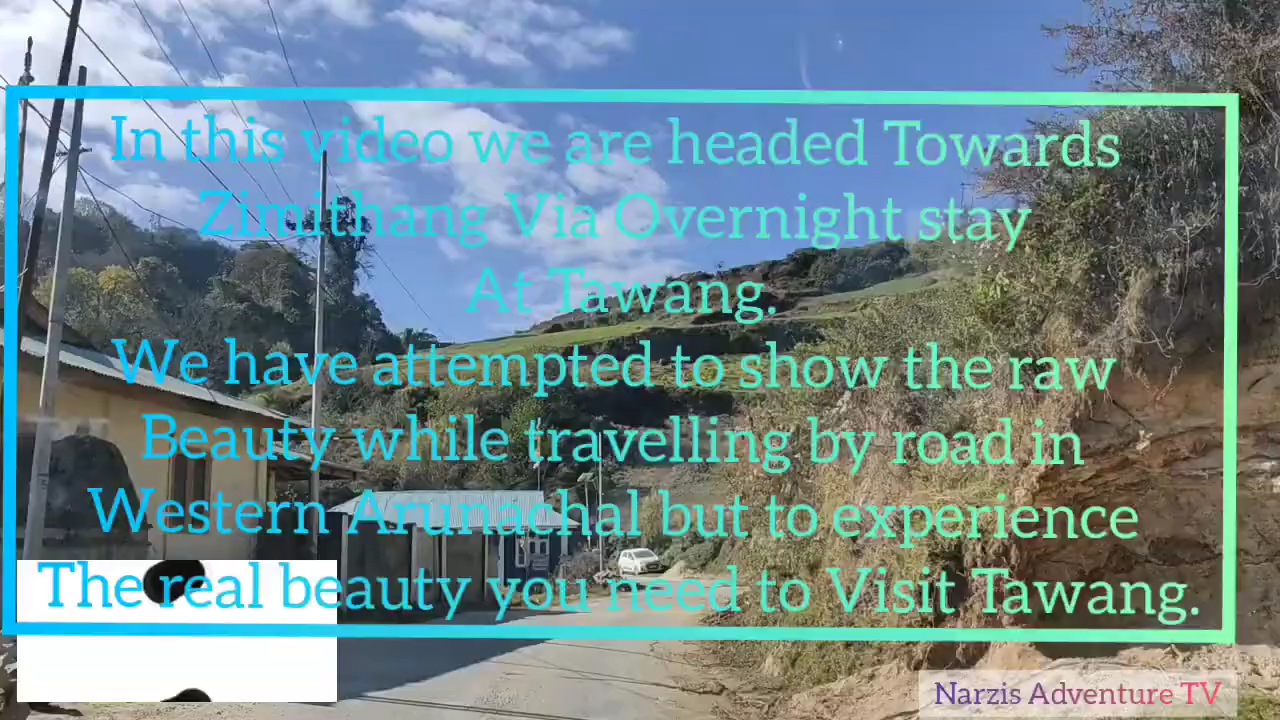 In this video we are headed Towards
Zimithang Via Overnight stay
At Tawang.
We have attempted to show the raw
Beauty while travelling by road in
Western Arunachal but to experience
The real beauty you need to Visit Tawang.
Narzis Adventure TV